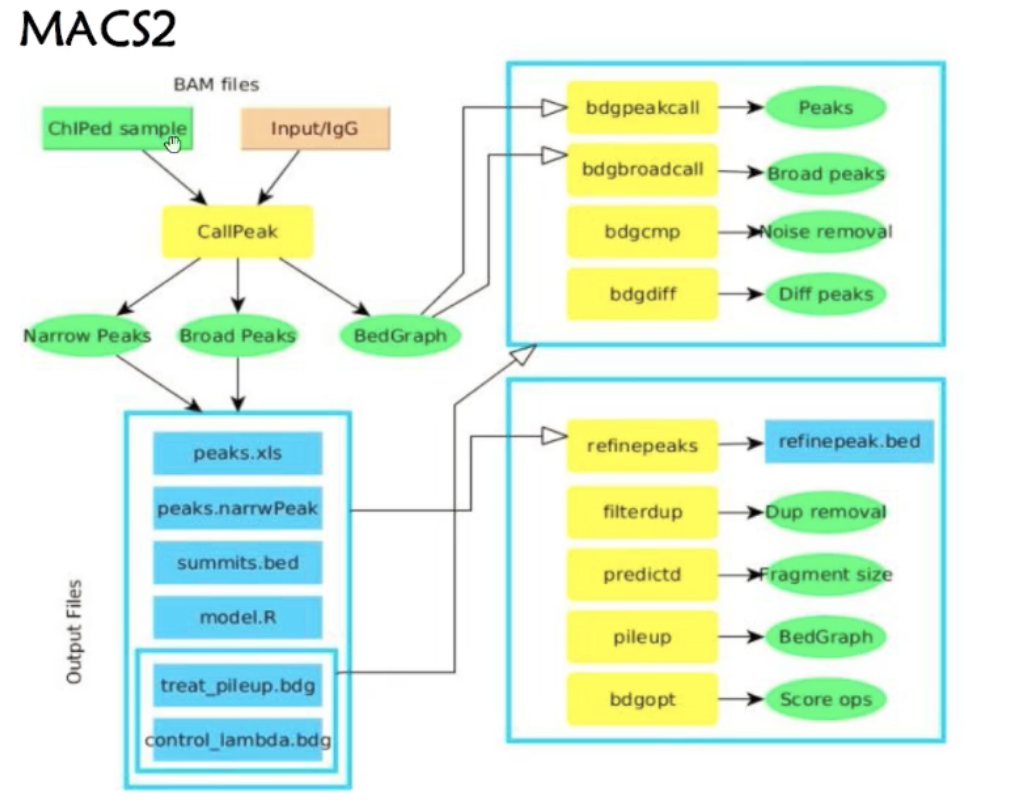 MACS2
BAM files
ChIPed sample
Input/IgG
CallPeak
Narrow Peaks
Broad Peaks
BedGraph
Output Files
peaks.xls
peaks.narrwPeak
summits.bed
model.R
treat_pileup.bdg
control_lambda.bdg
bdgpeakcall
Peaks
bdgbroadcall
Broad peaks
bdgcmp
Noise removal
bdgdiff
Diff peaks
refinepeaks
refinepeak.bed
filterdup
Dup removal
predictd
Fragment size
pileup
BedGraph
bdgopt
Score ops